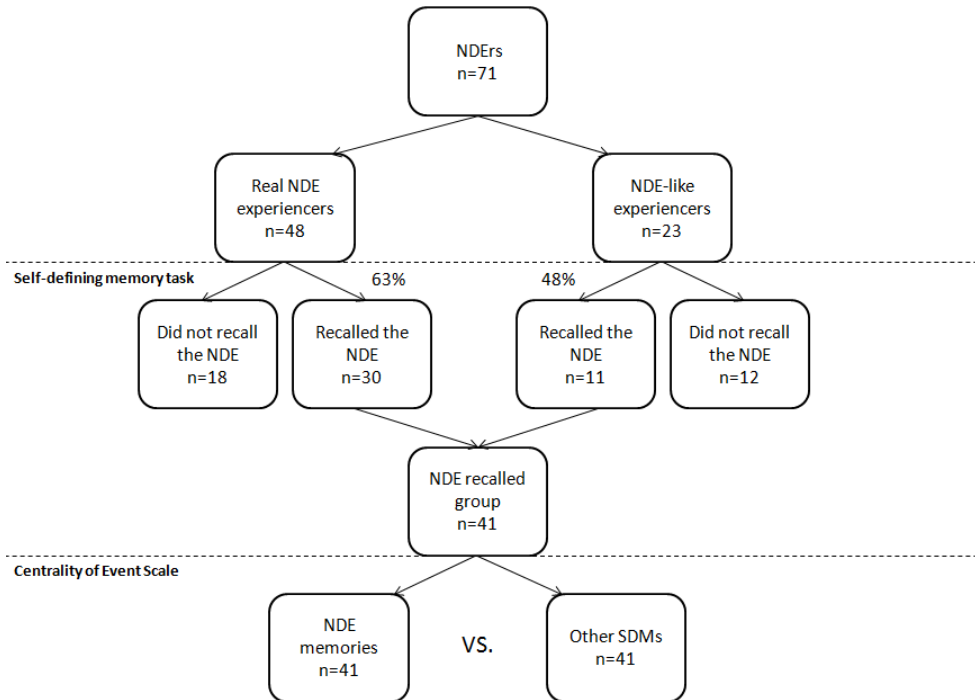 NDErs
n=71
Real NDE
experiencers
n=48
NDE-like
experiencers
n=23
Self-defining memory task
63%
48%
Did not recall
the NDE
n=18
Recalled the
NDE
n=30
Recalled the
NDE
n=11
Did not recall
the NDE
n=12
NDE recalled
group
n=41
Centrality of Event Scale
NDE
memories
n=41
VS.
Other SDMs
n=41